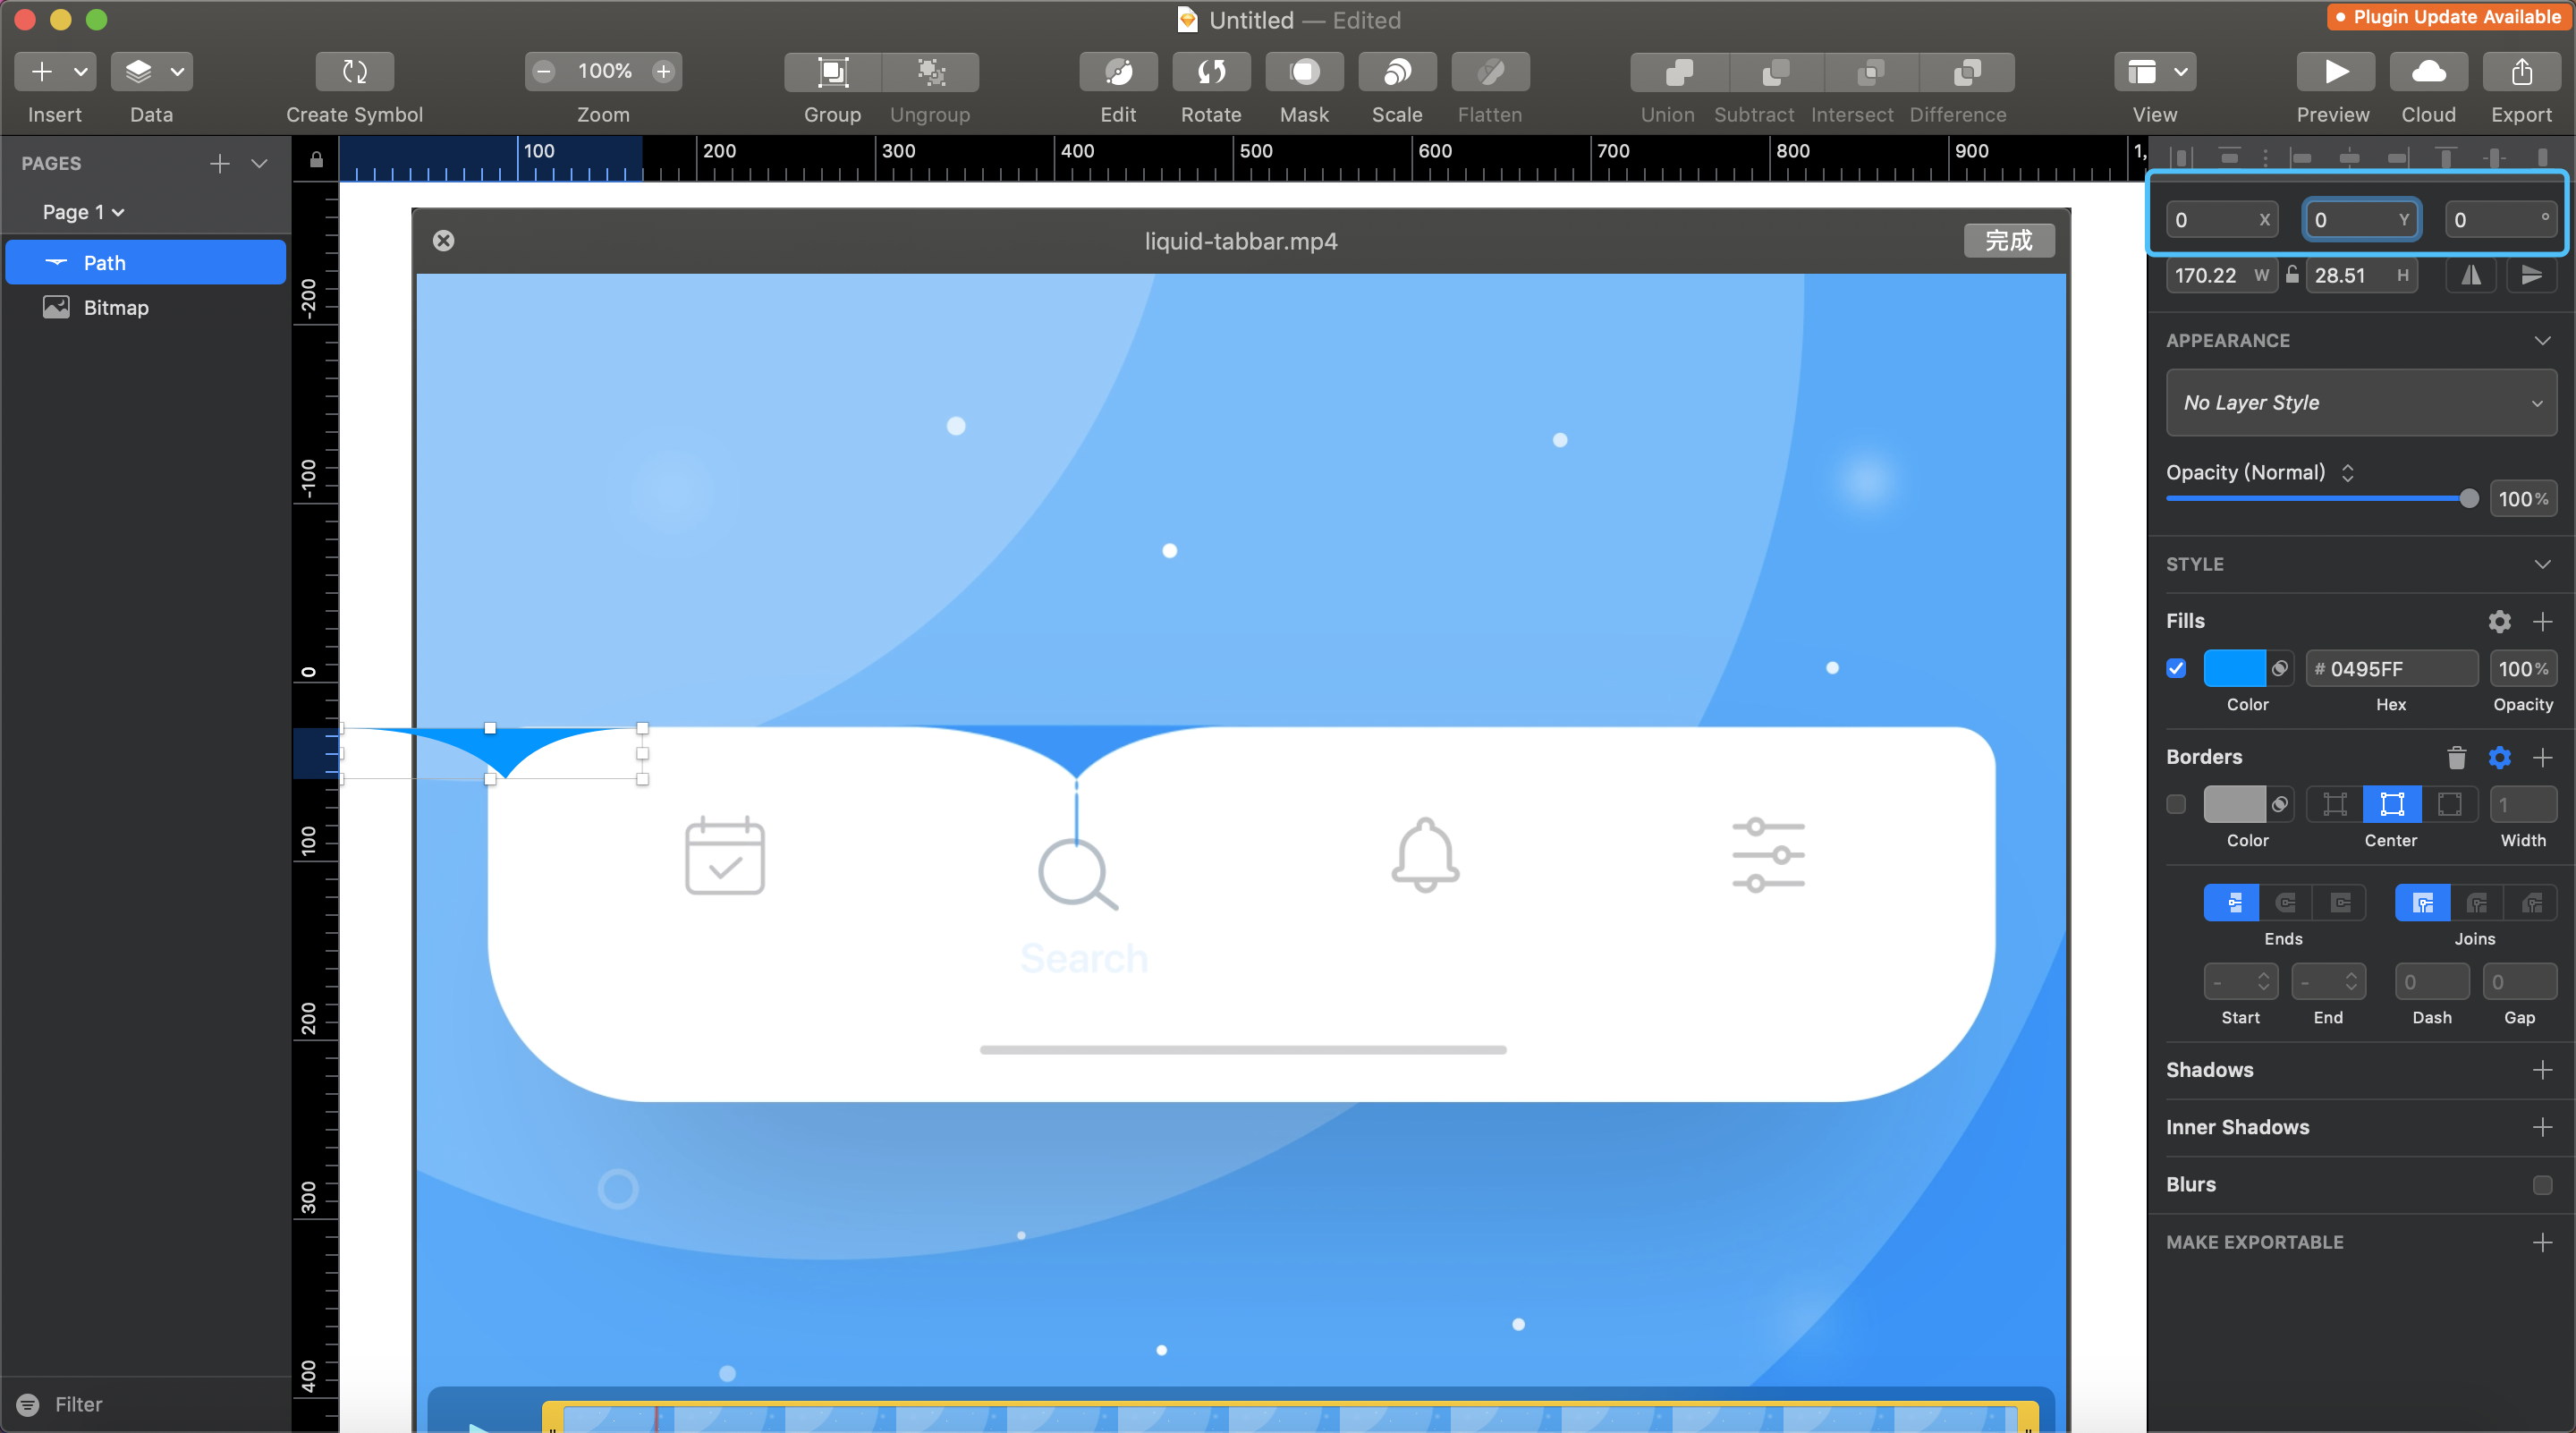 Untitled — Edited
Plugin Update Available
100%
Insert
Data
Create Symbol
Zoom
Group
Ungroup
Edit
Rotate
Mask
Scale
Flatten
Union
Subtract
Intersect
Difference
View
Preview
Cloud
Export
PAGES
Page 1
Path
Bitmap
Filter
100
200
300
400
500
600
700
800
900
1,
-200
-100
0
100
200
300
400
liquid-tabbar.mp4
完成
Search
0 X
0 Y
0 °
170.22 W
28.51 H
APPEARANCE
No Layer Style
Opacity (Normal)
100%
STYLE
Fills
# 0495FF
100%
Color
Hex
Opacity
Borders
1
Color
Center
Width
Ends
Joins
-
-
0
0
Start
End
Dash
Gap
Shadows
Inner Shadows
Blurs
MAKE EXPORTABLE